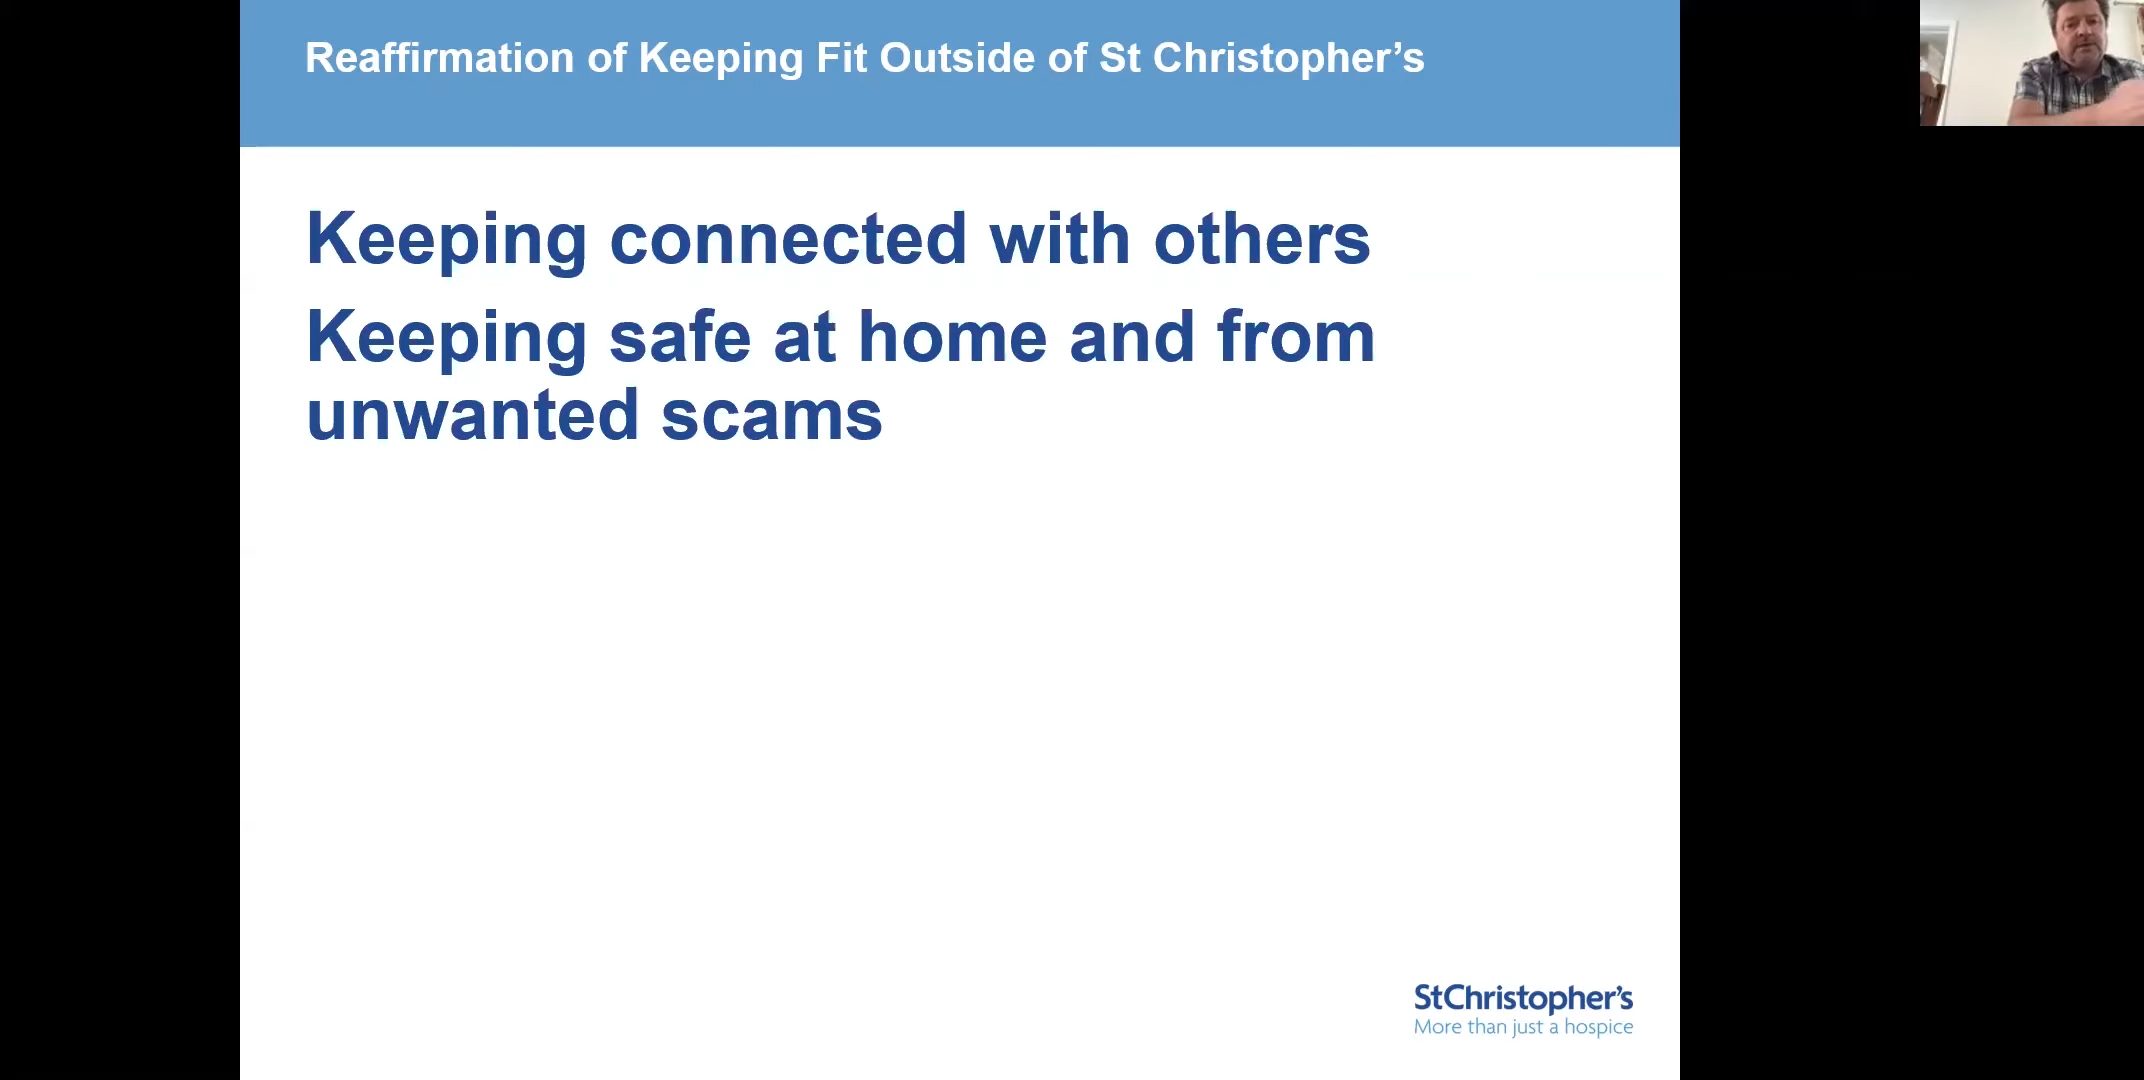 Reaffirmation of Keeping Fit Outside of St Christopher’s
Keeping connected with others
Keeping safe at home and from
unwanted scams
StChristopher’s
More than just a hospice